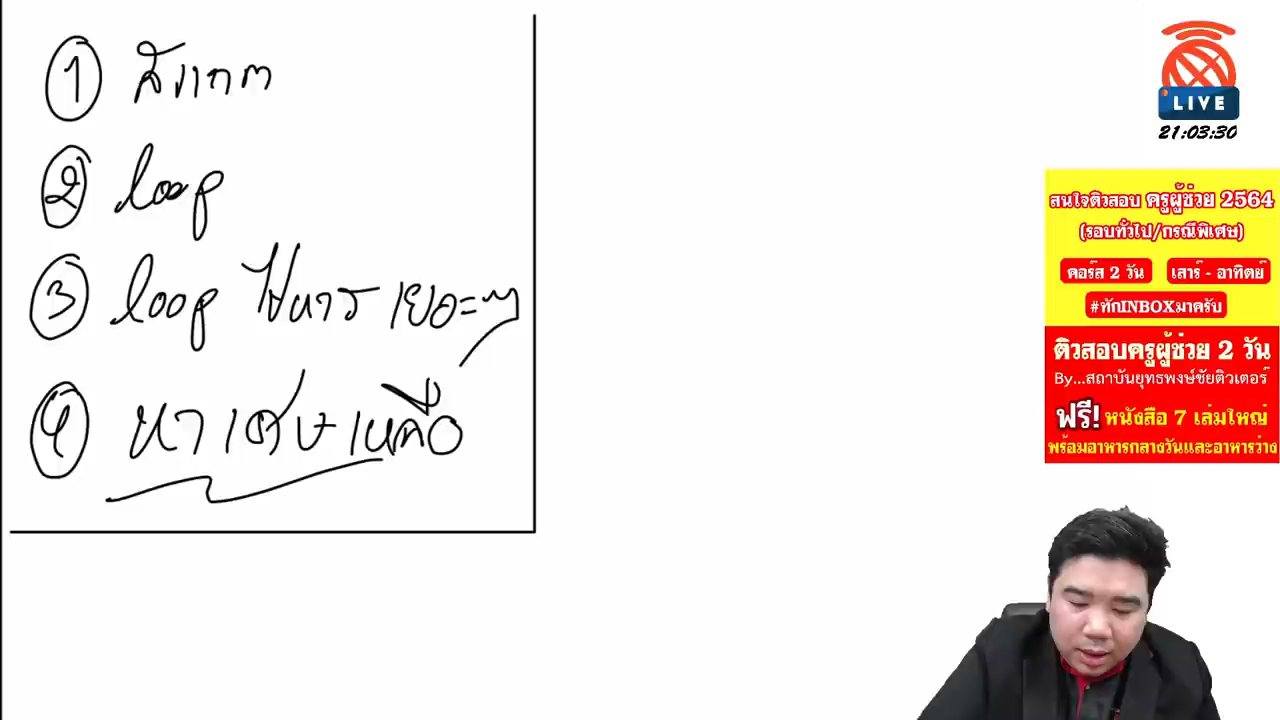 ① สังเกต
② loop
③ loop ไปหาร เยอะๆ
④ หาเศษเหลือ
LIVE
21:03:30
สนใจติวสอบ ครูผู้ช่วย 2564
(รอบทั่วไป/กรณีพิเศษ)
คอร์ส 2 วัน เสาร์ - อาทิตย์
#ทักINBOXมาครับ
ติวสอบครูผู้ช่วย 2 วัน
By...สถาบันยุทธพงษ์ชัยติวเตอร์
ฟรี! หนังสือ 7 เล่มใหญ่
พร้อมอาหารกลางวันและอาหารว่าง